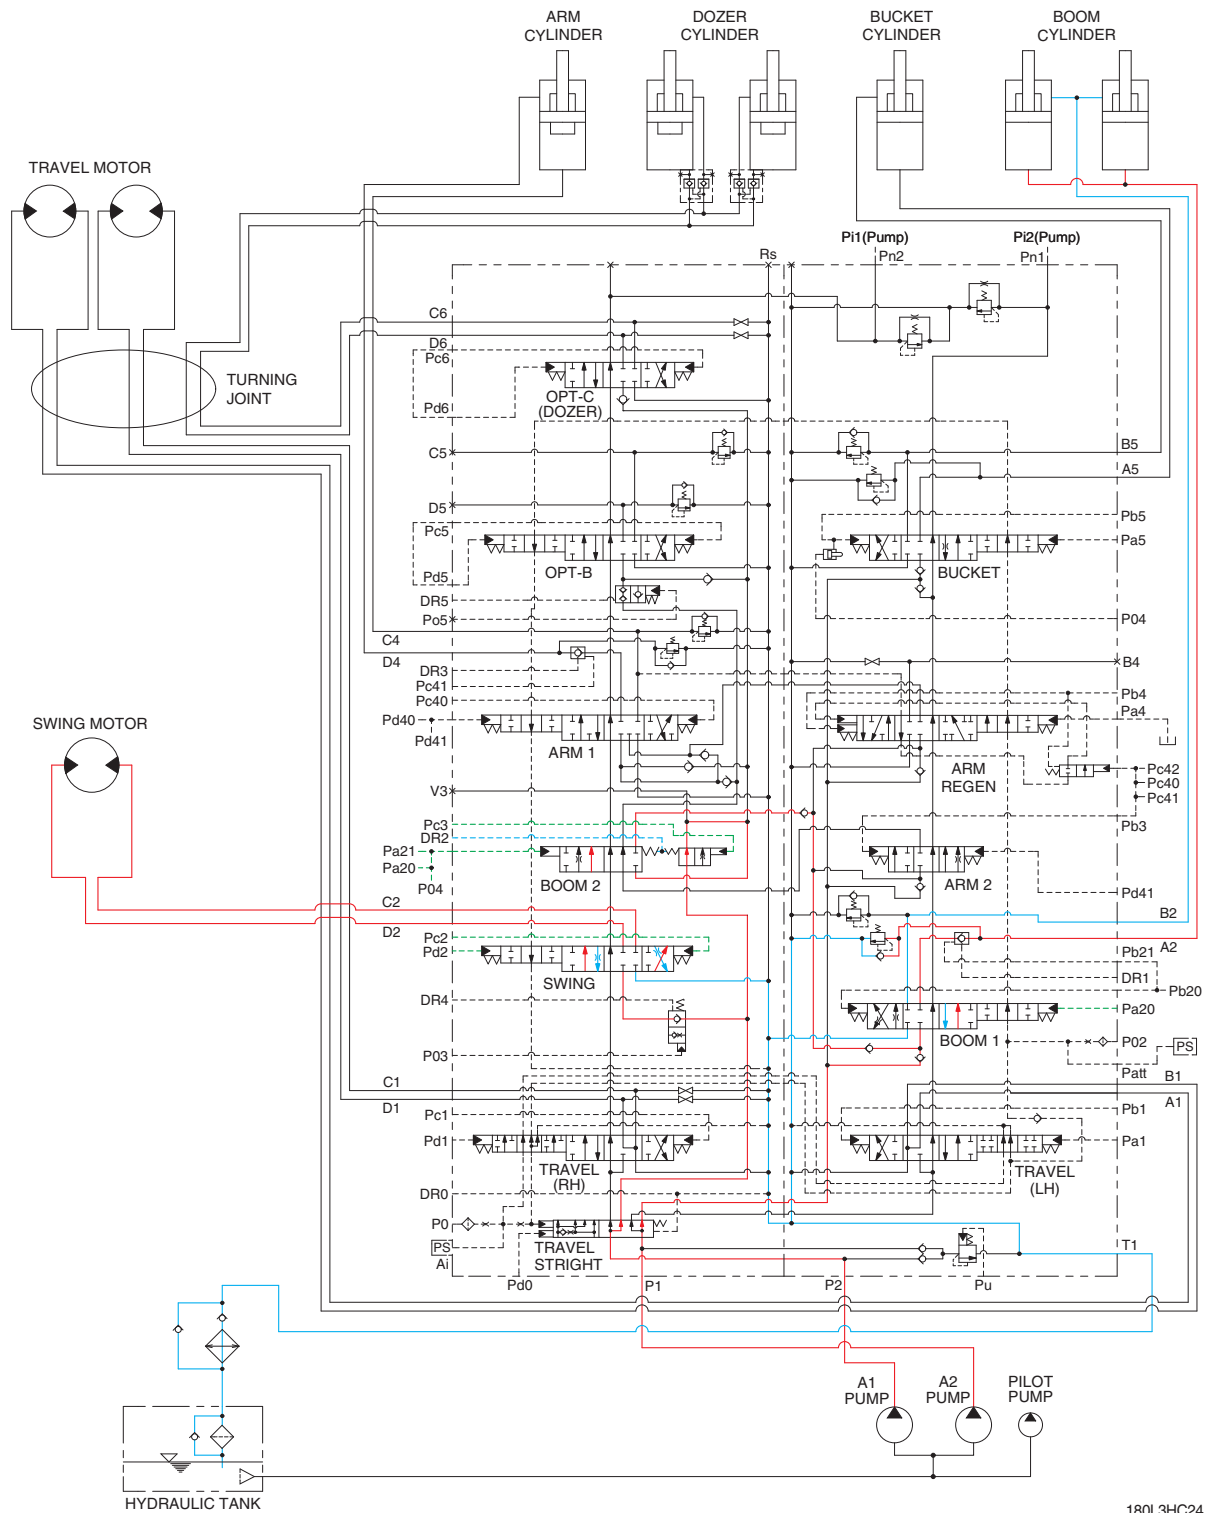 ARM
CYLINDER
DOZER
CYLINDER
BUCKET
CYLINDER
BOOM
CYLINDER
TRAVEL MOTOR
TURNING
JOINT
Pi1(Pump)
Pi2(Pump)
Rs
Pn2
Pn1
C6
D6
Pc6
Pd6
OPT-C
(DOZER)
C5
D5
Pc5
Pd5
OPT-B
B5
A5
Pb5
Pa5
BUCKET
DR5
Po5
P04
C4
D4
DR3
Pc41
Pc40
Pd40
Pd41
ARM 1
B4
Pb4
Pa4
ARM
REGEN
Pc42
Pc40
Pc41
Pb3
SWING MOTOR
V3
Pc3
DR2
Pa21
Pa20
P04
BOOM 2
ARM 2
Pd41
C2
D2
Pc2
Pd2
SWING
B2
A2
Pb21
DR1
Pb20
Pa20
BOOM 1
DR4
P03
P02
PS
Patt
C1
D1
Pc1
Pd1
TRAVEL
(RH)
B1
A1
Pb1
Pa1
TRAVEL
(LH)
DR0
P0
PS
Ai
TRAVEL
STRIGHT
Pd0
P1
P2
Pu
T1
A1
PUMP
A2
PUMP
PILOT
PUMP
HYDRAULIC TANK
180L3HC24